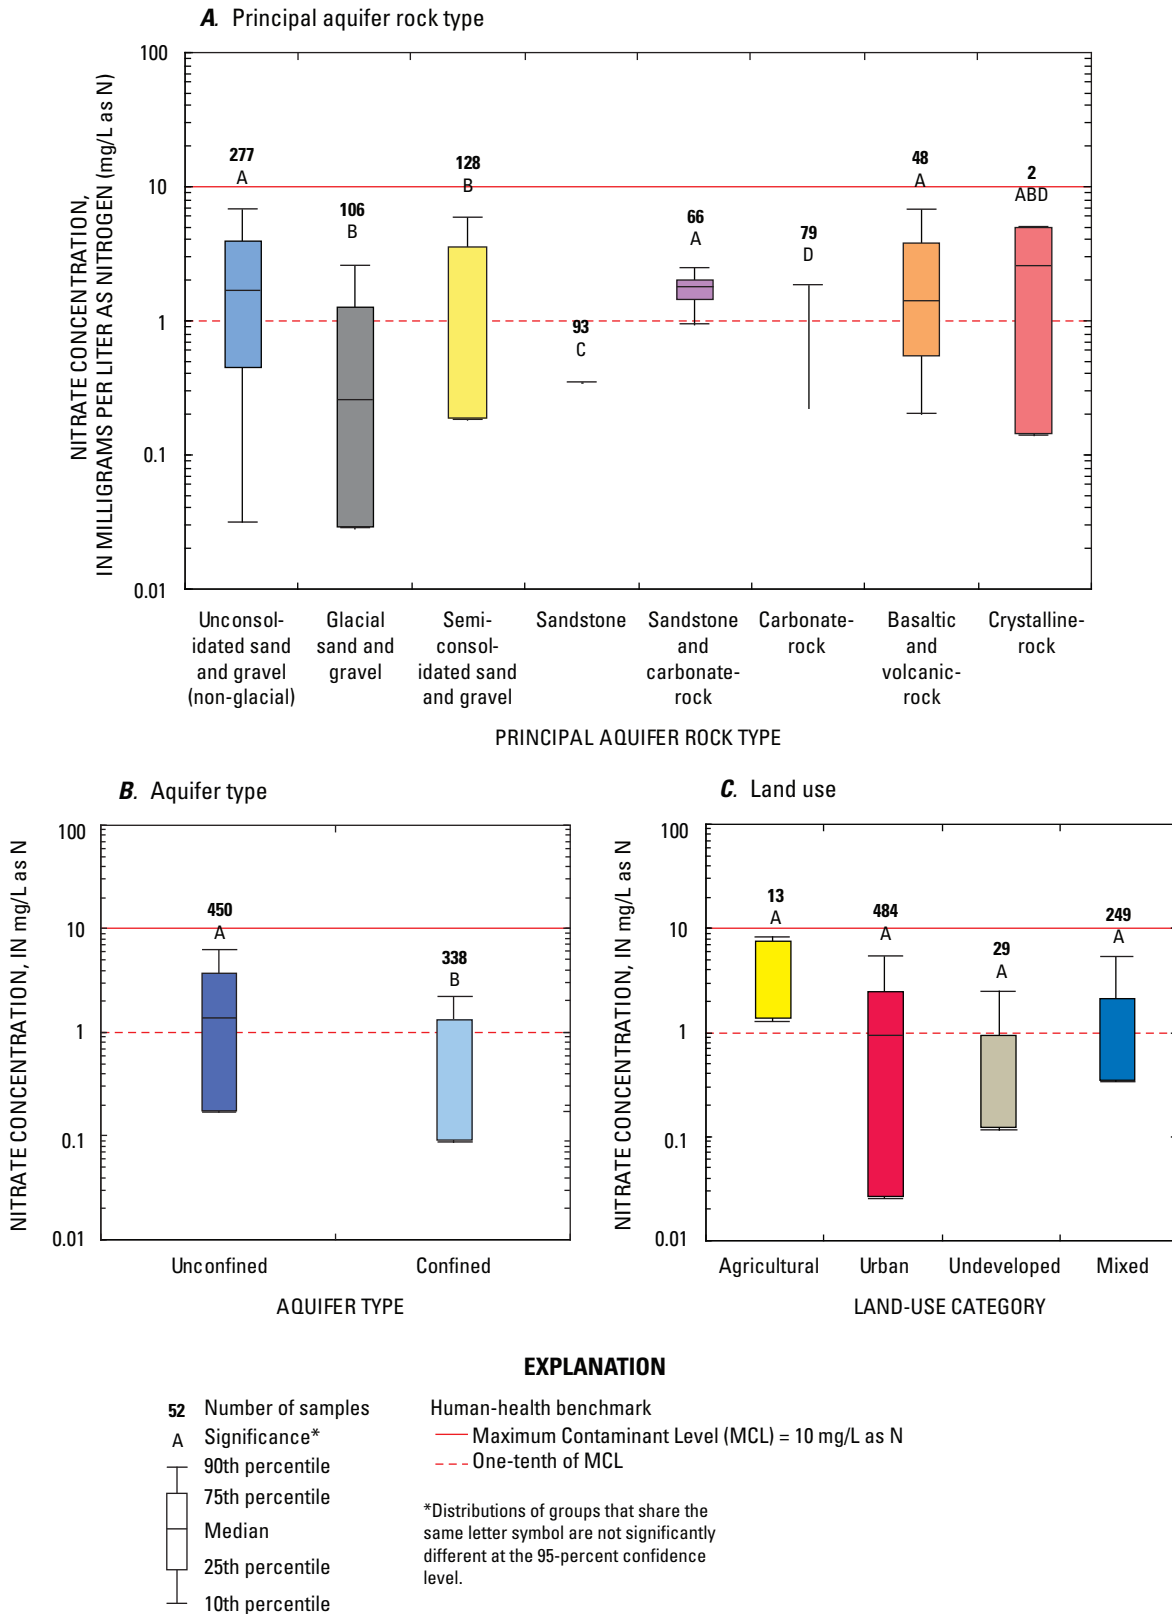 A. Principal aquifer rock type
NITRATE CONCENTRATION,
IN MILLIGRAMS PER LITER AS NITROGEN (mg/L as N)
100
10
1
0.1
0.01
277
A
106
B
128
B
93
C
66
A
79
D
48
A
2
ABD
Unconsol-
idated sand
and gravel
(non-glacial)
Glacial
sand and
gravel
Semi-
consol-
idated sand
and gravel
Sandstone
Sandstone
and
carbonate-
rock
Carbonate-
rock
Basaltic
and
volcanic-
rock
Crystalline-
rock
PRINCIPAL AQUIFER ROCK TYPE
B. Aquifer type
NITRATE CONCENTRATION, IN mg/L as N
100
10
1
0.1
0.01
450
A
338
B
Unconfined
Confined
AQUIFER TYPE
C. Land use
NITRATE CONCENTRATION, IN mg/L as N
100
10
1
0.1
0.01
13
A
484
A
29
A
249
A
Agricultural
Urban
Undeveloped
Mixed
LAND-USE CATEGORY
EXPLANATION
52 Number of samples
A Significance*
90th percentile
75th percentile
Median
25th percentile
10th percentile
Human-health benchmark
Maximum Contaminant Level (MCL) = 10 mg/L as N
One-tenth of MCL
*Distributions of groups that share the
same letter symbol are not significantly
different at the 95-percent confidence
level.